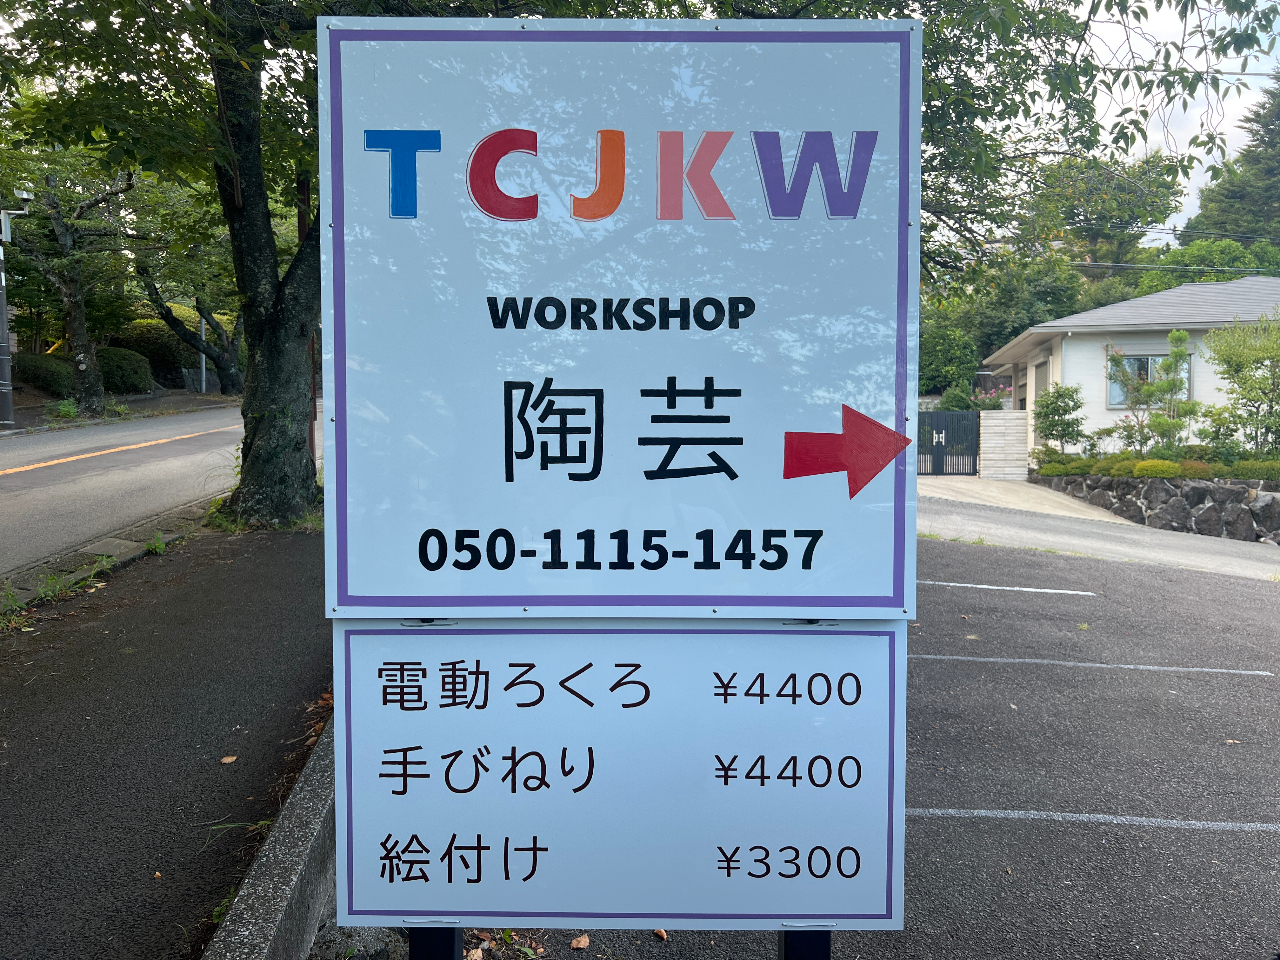 TCJKW
WORKSHOP
陶芸
050-1115-1457
電動ろくろ ¥4400
手びねり ¥4400
絵付け ¥3300